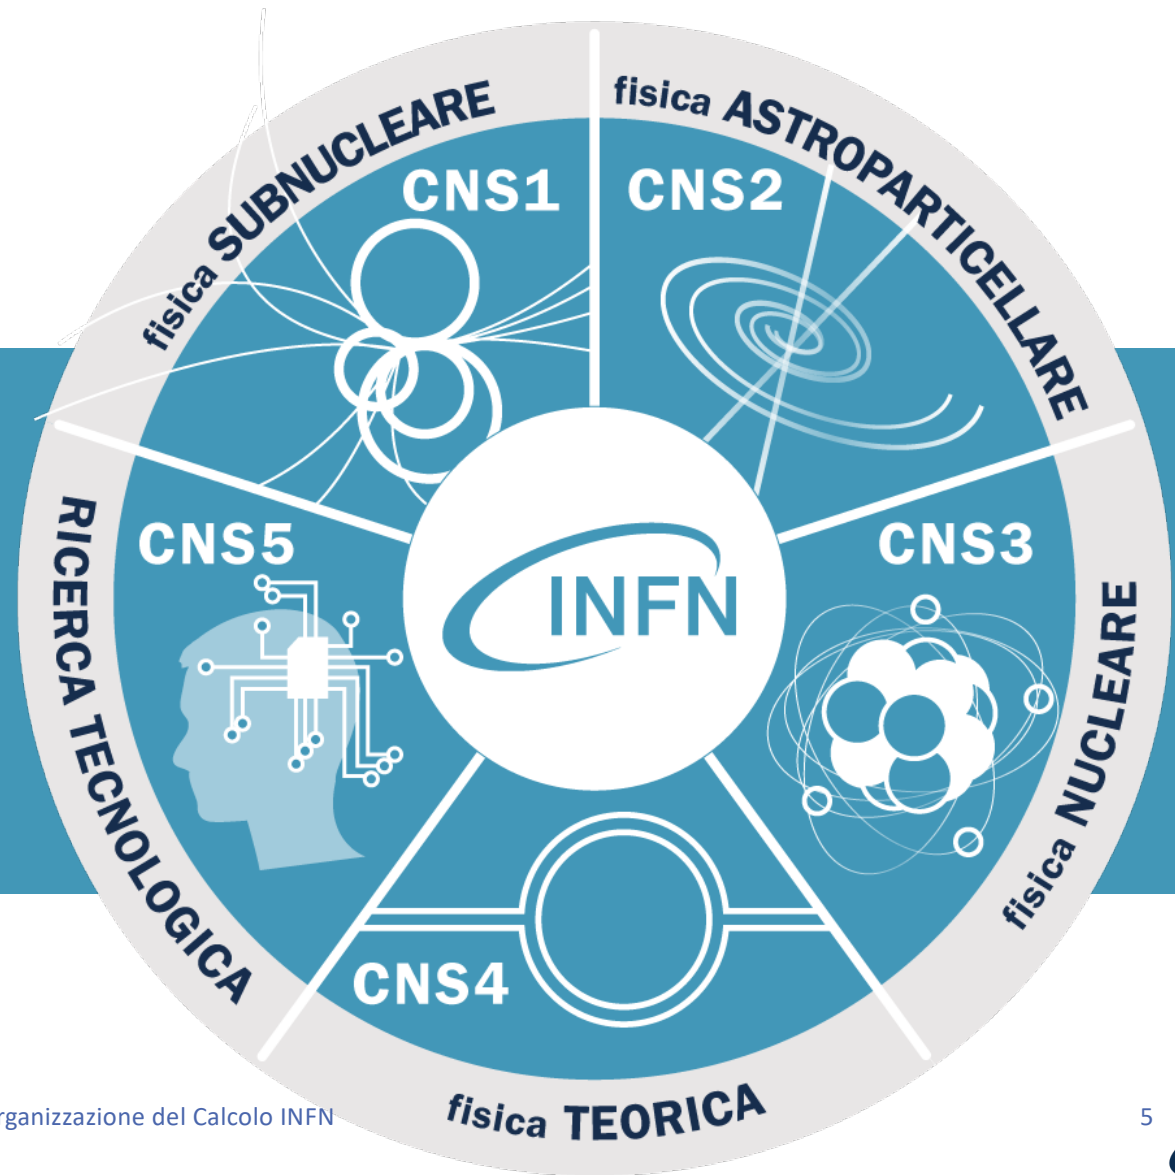 fisica SUBNUCLEARE
fisica ASTROPARTICELLARE
CNS1
CNS2
CNS5
CNS3
INFN
RICERCA TECNOLOGICA
fisica NUCLEARE
CNS4
fisica TEORICA
rganizzazione del Calcolo INFN
5